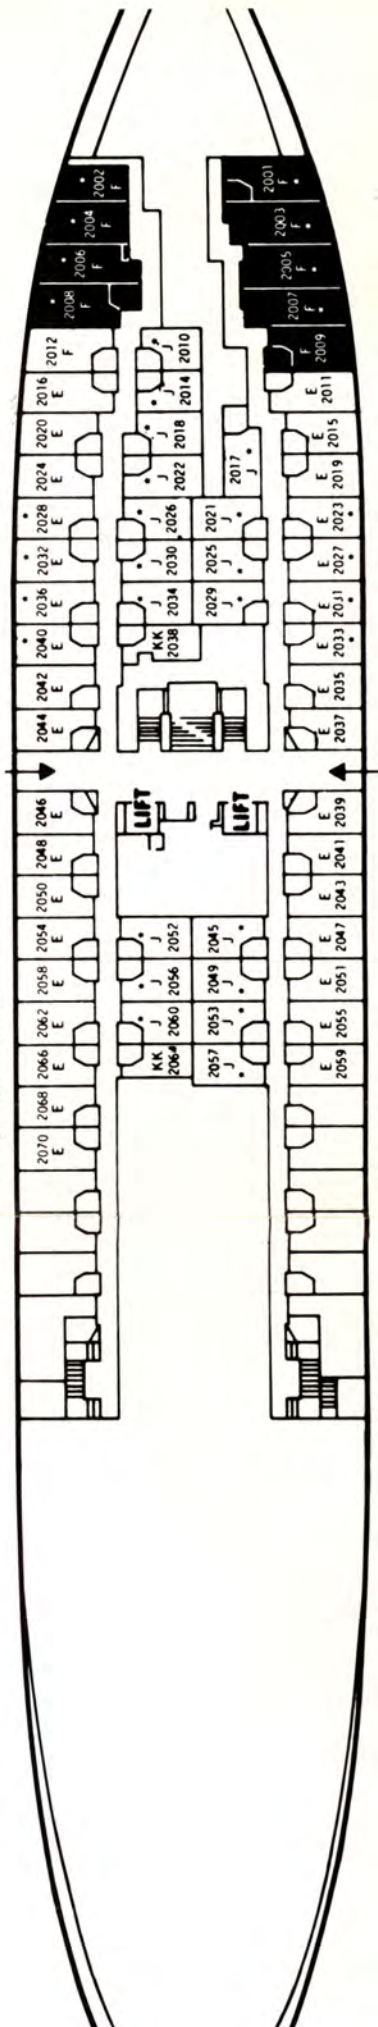 2002 F
2004 F
2006 F
2008 F
2012 F
2016 E
2020 E
2024 E
2028 E
2032 E
2036 E
2040 E
2042 E
2044 E
2046 E
2048 E
2050 E
2054 E
2058 E
2062 E
2066 E
2068 E
2070 E
2010 J
2014 J
2018 J
2022 J
2026 J
2030 J
2034 J
KK 2038
LIFT
2052 J
2056 J
2060 J
KK 2064
2017 J
2021 J
2025 J
2029 J
LIFT
2045 J
2049 J
2053 J
2057 J
2001 F
2003 F
2005 F
2007 F
F 2009
E 2011
E 2015
E 2019
E 2023
E 2027
E 2031
E 2033
E 2035
E 2037
E 2039
E 2041
E 2043
E 2047
E 2051
E 2055
E 2059